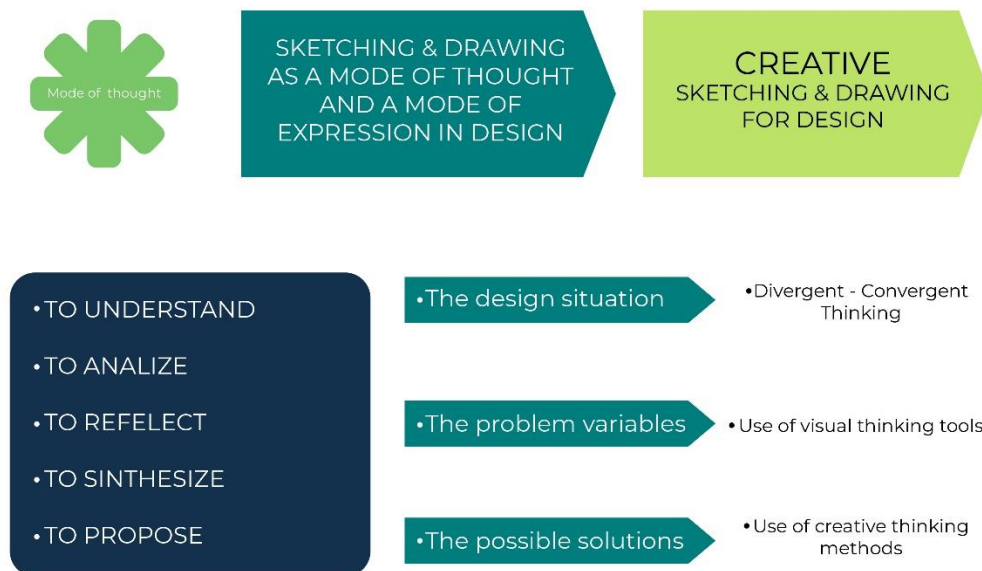 Mode of thought
SKETCHING & DRAWING
AS A MODE OF THOUGHT
AND A MODE OF
EXPRESSION IN DESIGN
CREATIVE
SKETCHING & DRAWING
FOR DESIGN
•TO UNDERSTAND
•TO ANALIZE
•TO REFELECT
•TO SINTHESIZE
•TO PROPOSE
•The design situation
•Divergent - Convergent
Thinking
•The problem variables
•Use of visual thinking tools
•The possible solutions
•Use of creative thinking
methods